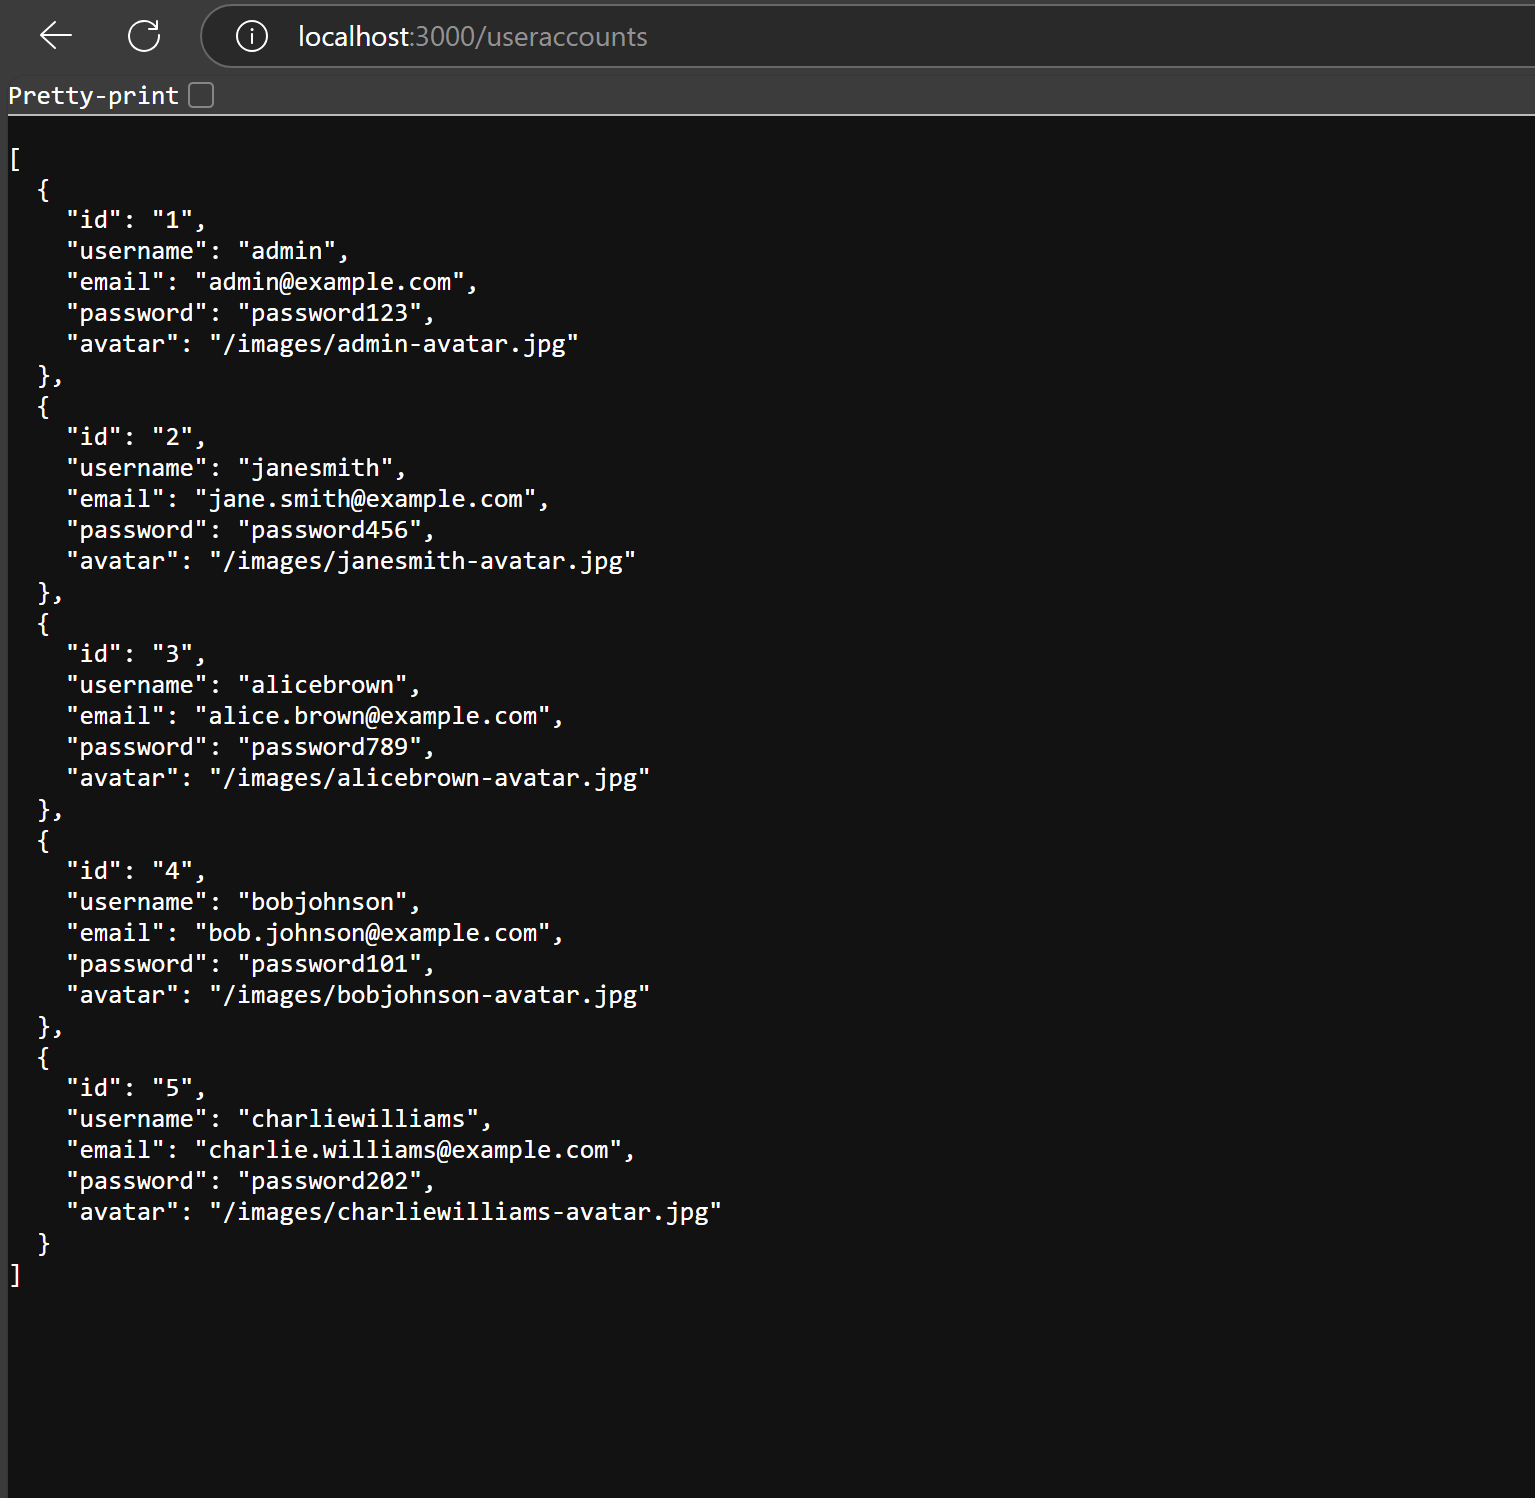 localhost:3000/useraccounts
Pretty-print
[
  {
    "id": "1",
    "username": "admin",
    "email": "admin@example.com",
    "password": "password123",
    "avatar": "/images/admin-avatar.jpg"
  },
  {
    "id": "2",
    "username": "janesmith",
    "email": "jane.smith@example.com",
    "password": "password456",
    "avatar": "/images/janesmith-avatar.jpg"
  },
  {
    "id": "3",
    "username": "alicebrown",
    "email": "alice.brown@example.com",
    "password": "password789",
    "avatar": "/images/alicebrown-avatar.jpg"
  },
  {
    "id": "4",
    "username": "bobjohnson",
    "email": "bob.johnson@example.com",
    "password": "password101",
    "avatar": "/images/bobjohnson-avatar.jpg"
  },
  {
    "id": "5",
    "username": "charliewilliams",
    "email": "charlie.williams@example.com",
    "password": "password202",
    "avatar": "/images/charliewilliams-avatar.jpg"
  }
]